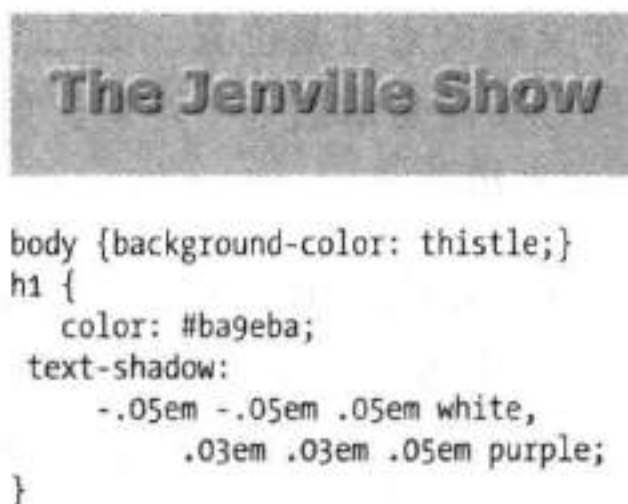 The Jenville Show
body {background-color: thistle;}
h1 {
color: #ba9eba;
text-shadow:
-.05em -.05em .05em white,
.03em .03em .05em purple;
}